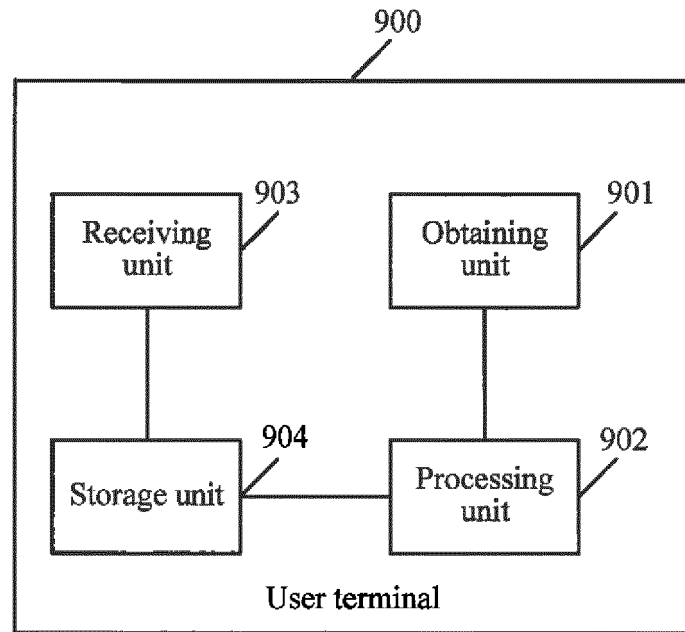 900
903
901
Receiving
unit
Obtaining
unit
904
902
Storage unit
Processing
unit
User terminal